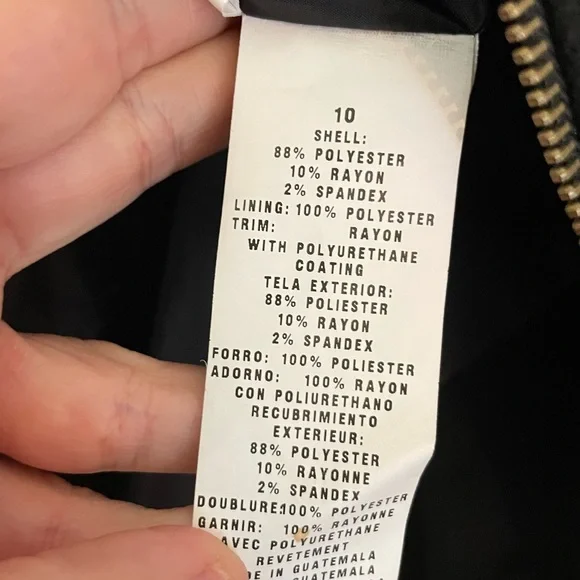 10
SHELL:
88% POLYESTER
10% RAYON
2% SPANDEX
LINING: 100% POLYESTER
TRIM: RAYON
WITH POLYURETHANE
COATING
TELA EXTERIOR:
88% POLIESTER
10% RAYON
2% SPANDEX
FORRO: 100% POLIESTER
ADORNO: 100% RAYON
CON POLIURETHANO
RECUBRIMIENTO
EXTERIEUR:
88% POLYESTER
10% RAYONNE
2% SPANDEX
DOUBLURE:100% POLYESTER
GARNIR: 100% RAYONNE
AVEC POLYURETHANE
REVETEMENT
IN GUATEMALA
GUATEMALA